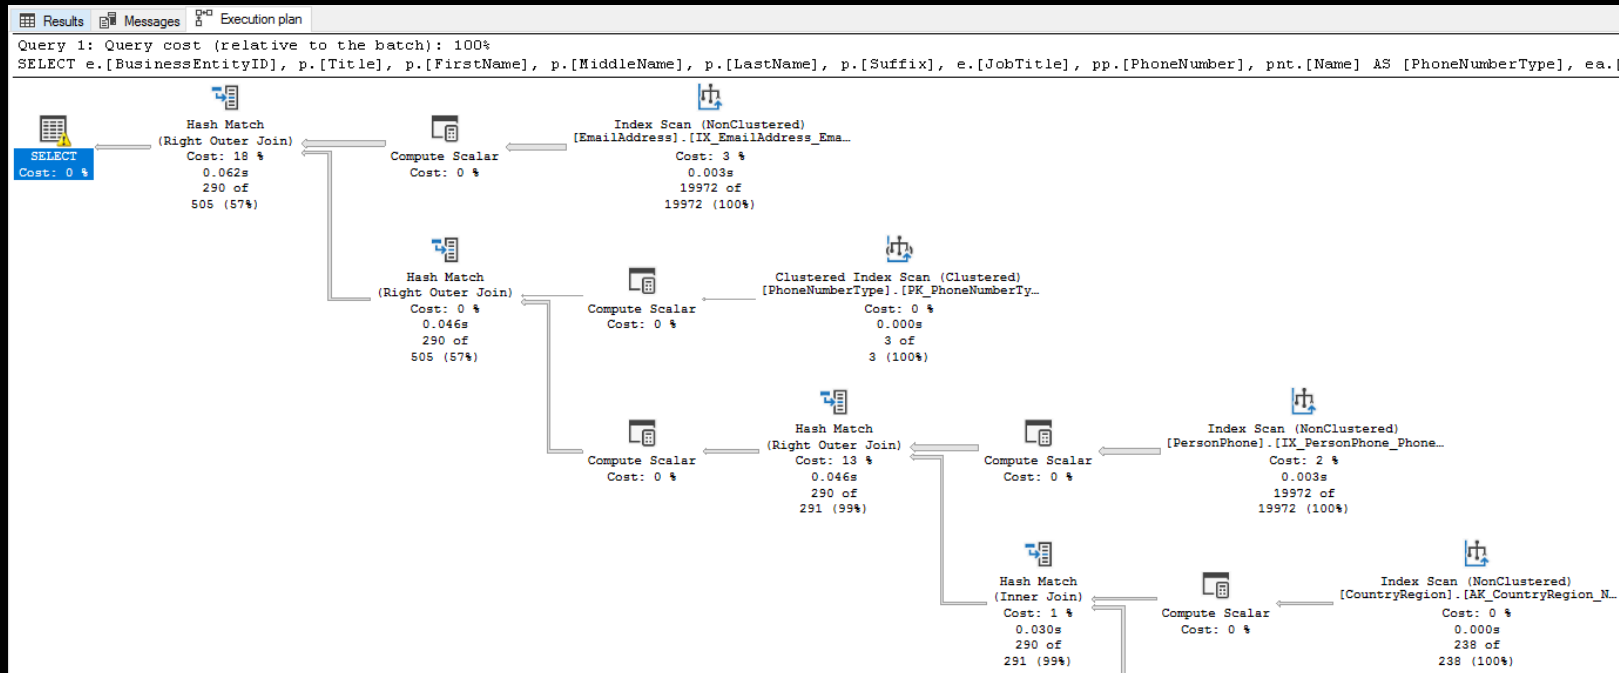 Results Messages Execution plan
Query 1: Query cost (relative to the batch): 100%
SELECT e.[BusinessEntityID], p.[Title], p.[FirstName], p.[MiddleName], p.[LastName], p.[Suffix], e.[JobTitle], pp.[PhoneNumber], pnt.[Name] AS [PhoneNumberType], ea.[
SELECT
Cost: 0 %
Hash Match
(Right Outer Join)
Cost: 18 %
0.062s
290 of
505 (57%)
Compute Scalar
Cost: 0 %
Index Scan (NonClustered)
[EmailAddress].[IX_EmailAddress_Ema…
Cost: 3 %
0.003s
19972 of
19972 (100%)
Hash Match
(Right Outer Join)
Cost: 0 %
0.046s
290 of
505 (57%)
Compute Scalar
Cost: 0 %
Clustered Index Scan (Clustered)
[PhoneNumberType].[PK_PhoneNumberTy…
Cost: 0 %
0.000s
3 of
3 (100%)
Compute Scalar
Cost: 0 %
Hash Match
(Right Outer Join)
Cost: 13 %
0.046s
290 of
291 (99%)
Compute Scalar
Cost: 0 %
Index Scan (NonClustered)
[PersonPhone].[IX_PersonPhone_Phone…
Cost: 2 %
0.003s
19972 of
19972 (100%)
Hash Match
(Inner Join)
Cost: 1 %
0.030s
290 of
291 (99%)
Compute Scalar
Cost: 0 %
Index Scan (NonClustered)
[CountryRegion].[AK_CountryRegion_N…
Cost: 0 %
0.000s
238 of
238 (100%)